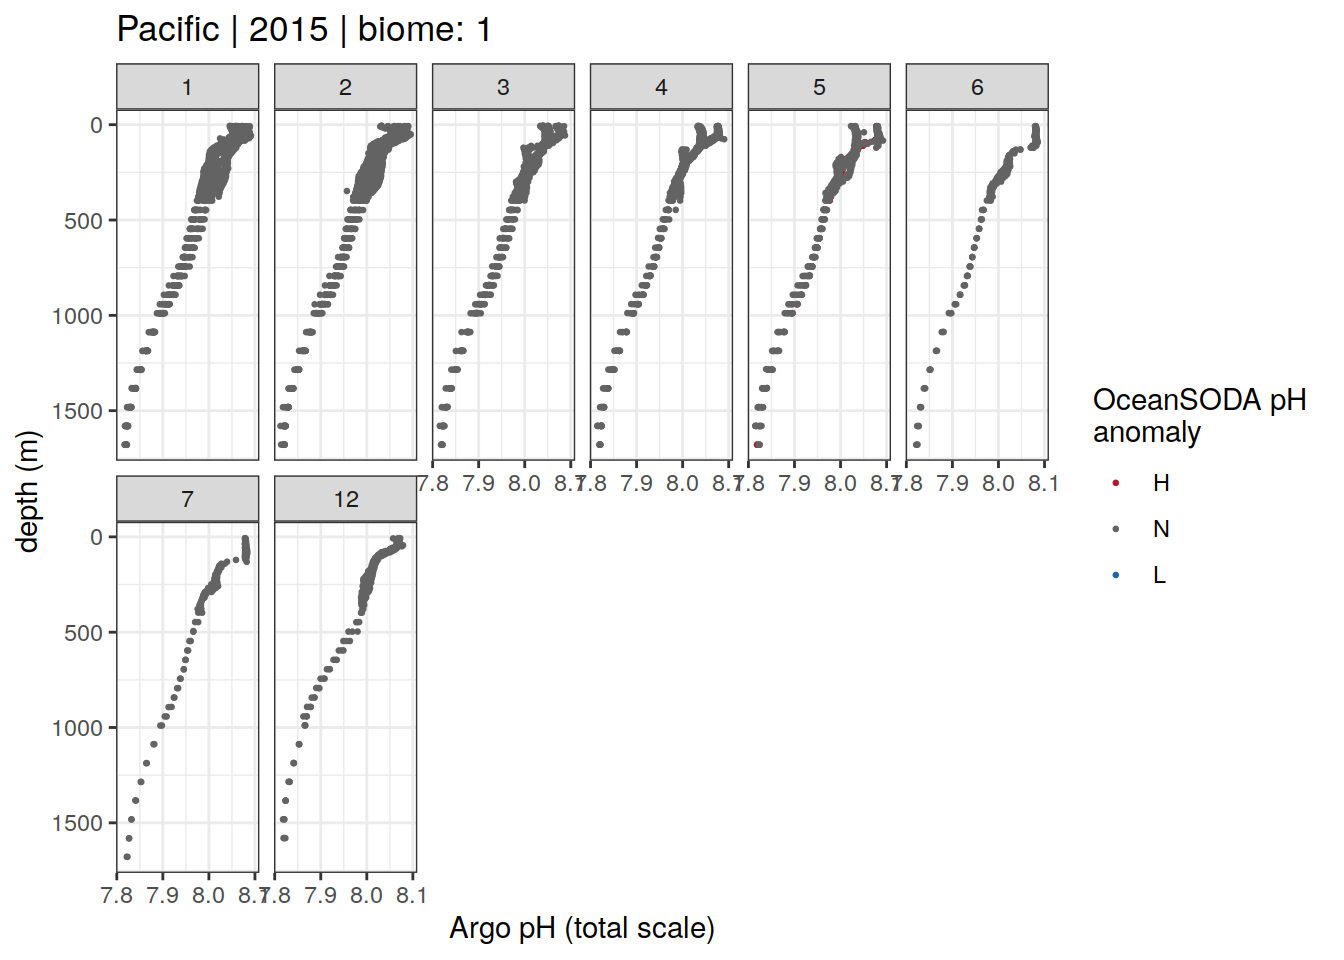 Pacific | 2015 | biome: 1
1 2 3 4 5 6
0
500
1000
1500
7.8 7.9 8.0 8.1 7.8 7.9 8.0 8.1 7.8 7.9 8.0 8.1 7.8 7.9 8.0 8.1
7 12
0
500
1000
1500
7.8 7.9 8.0 8.1 7.8 7.9 8.0 8.1
depth (m)
Argo pH (total scale)
OceanSODA pH
anomaly
H
N
L